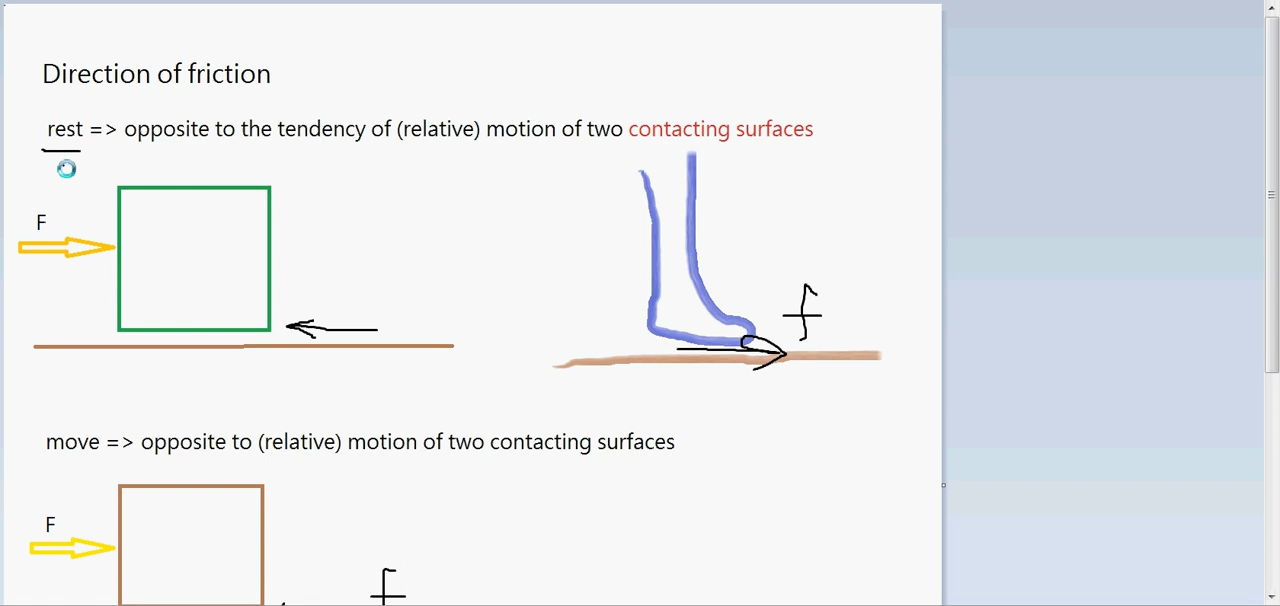 Direction of friction
rest => opposite to the tendency of (relative) motion of two contacting surfaces
F
f
move => opposite to (relative) motion of two contacting surfaces
F
f